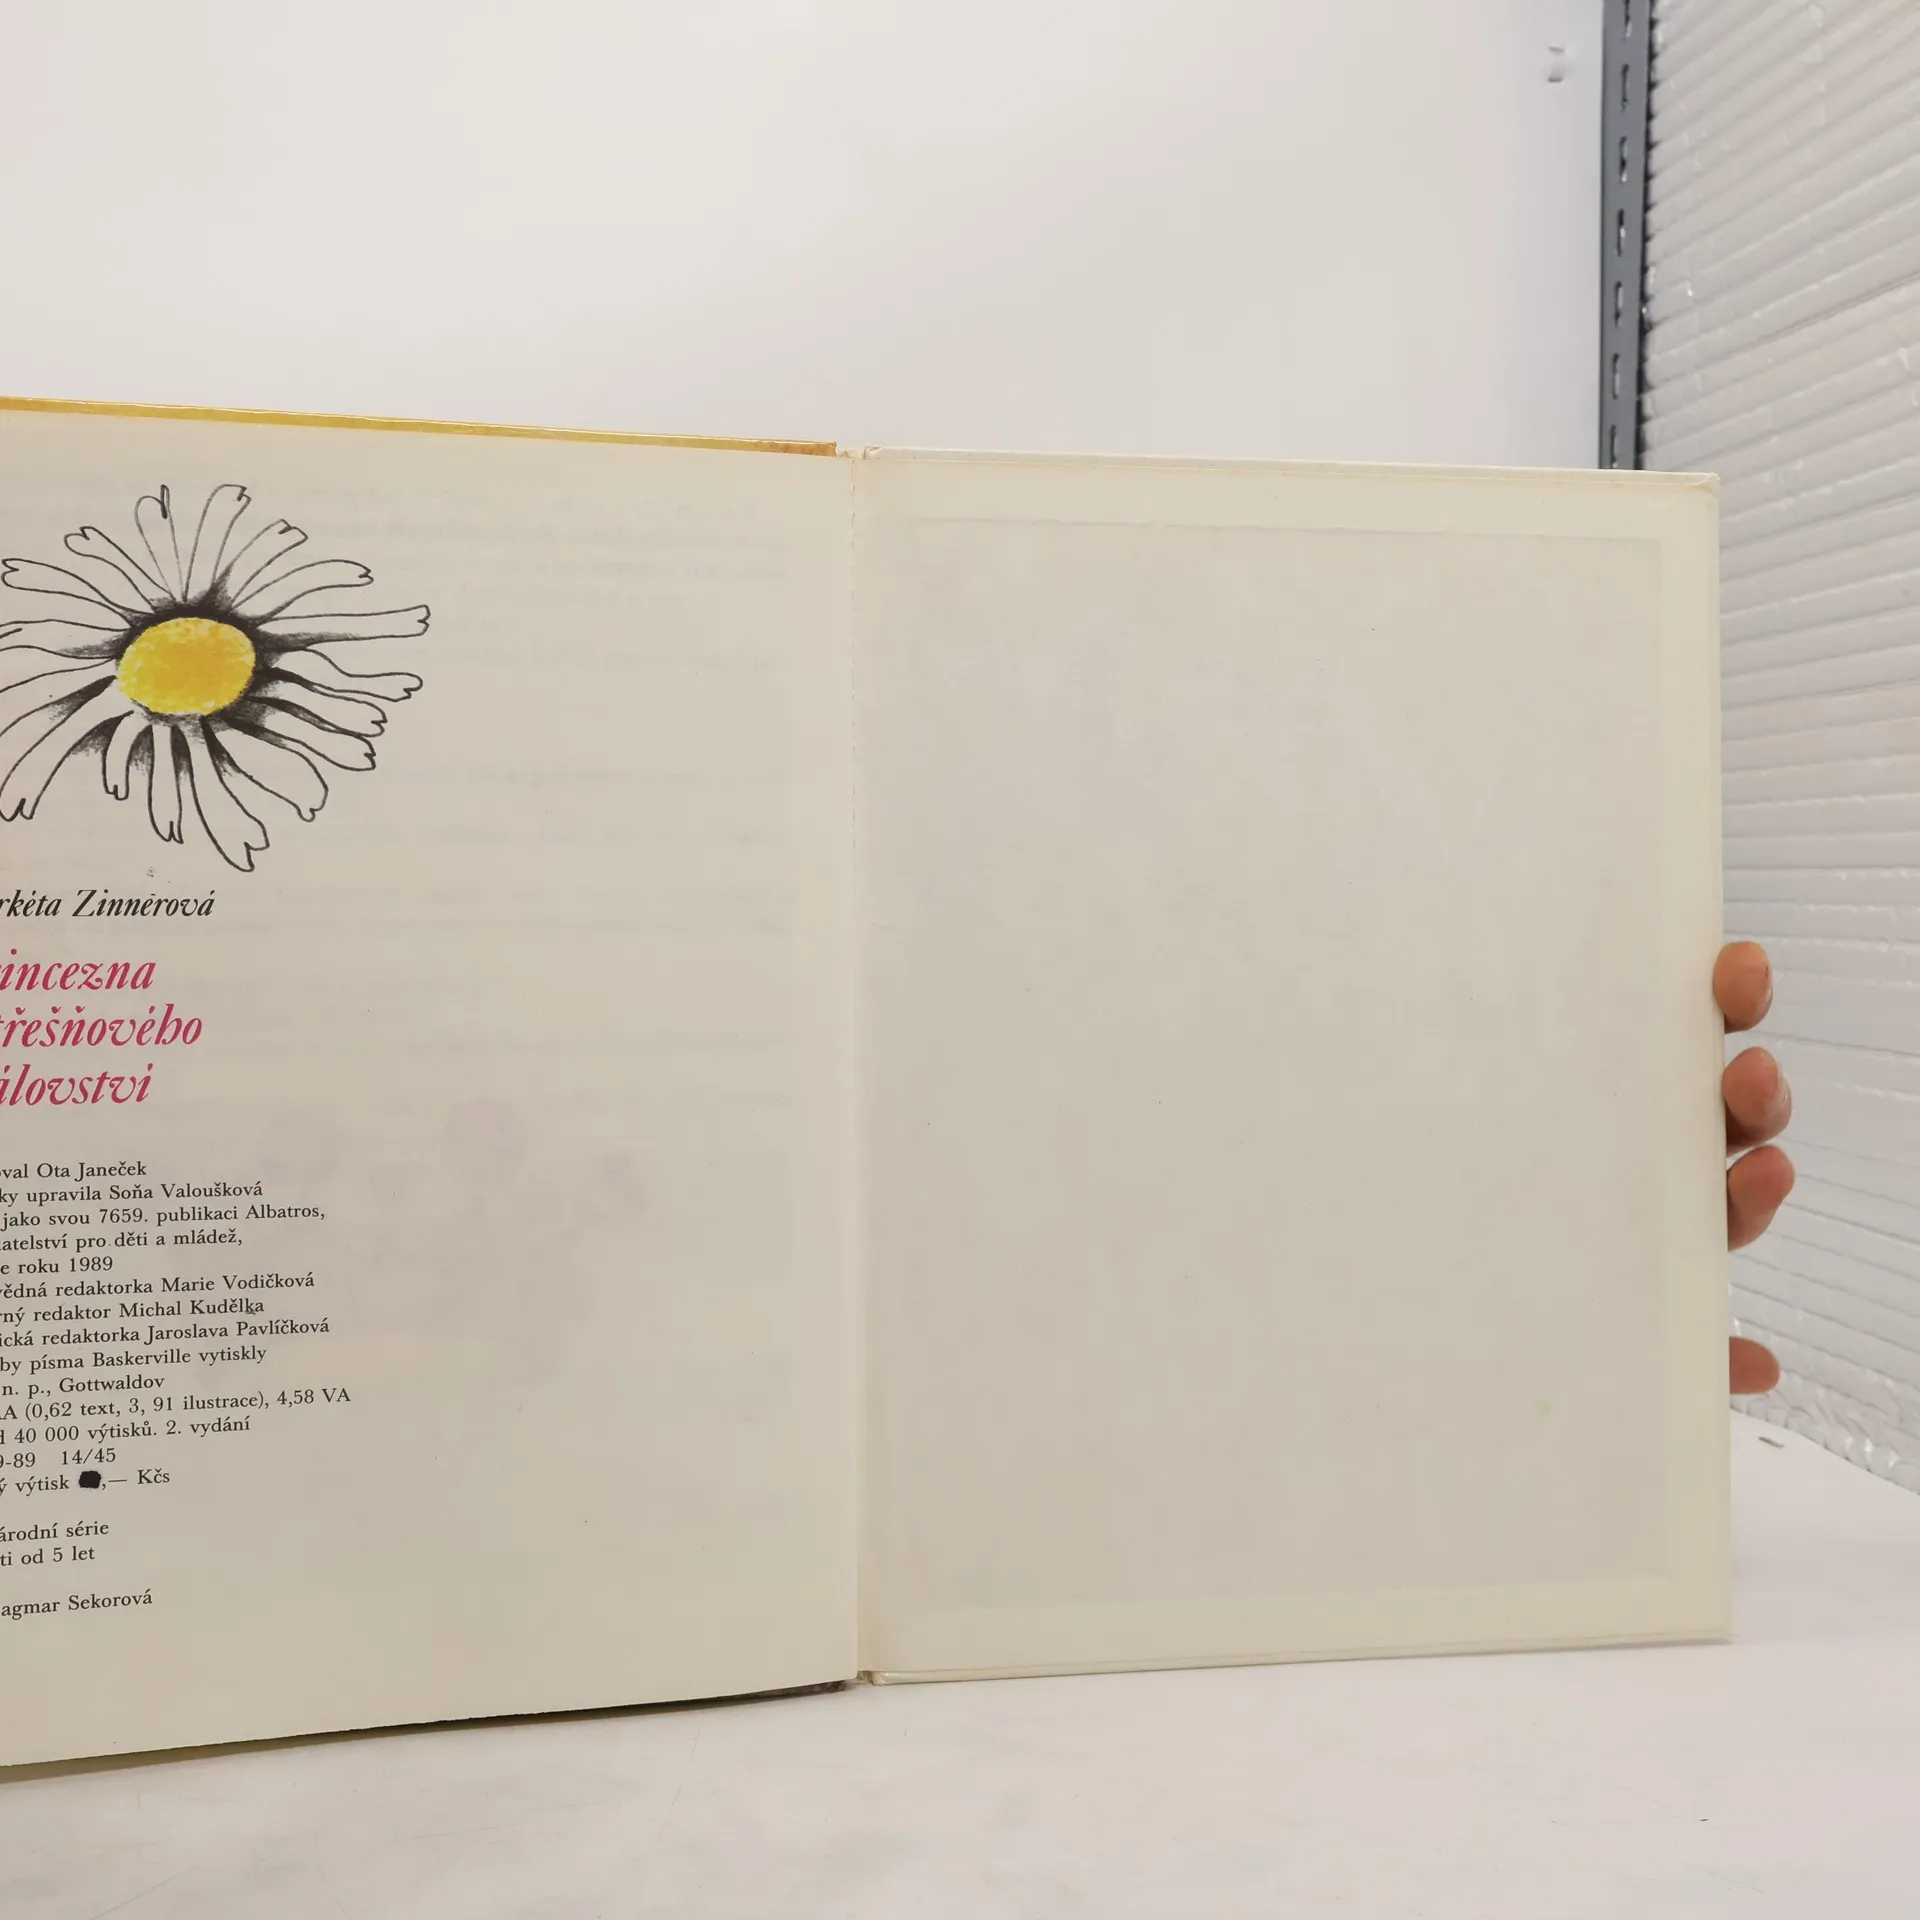 rkéta Zinnerová
incezna
třešňového
álovství
oval Ota Janeček
ky upravila Soňa Valoušková
jako svou 7659. publikaci Albatros,
atelství pro děti a mládež,
e roku 1989
vědná redaktorka Marie Vodičková
rný redaktor Michal Kudělka
ická redaktorka Jaroslava Pavlíčková
by písma Baskerville vytiskly
n. p., Gottwaldov
A (0,62 text, 3, 91 ilustrace), 4,58 VA
d 40 000 výtisků. 2. vydání
9-89 14/45
ý výtisk ,— Kčs
árodní série
ti od 5 let
agmar Sekorová